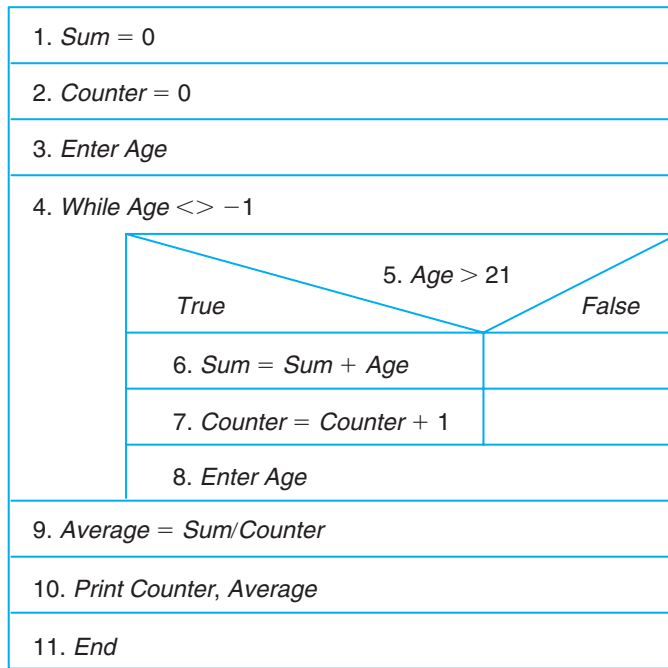 1. Sum = 0
2. Counter = 0
3. Enter Age
4. While Age <> −1
5. Age > 21
True False
6. Sum = Sum + Age
7. Counter = Counter + 1
8. Enter Age
9. Average = Sum/Counter
10. Print Counter, Average
11. End